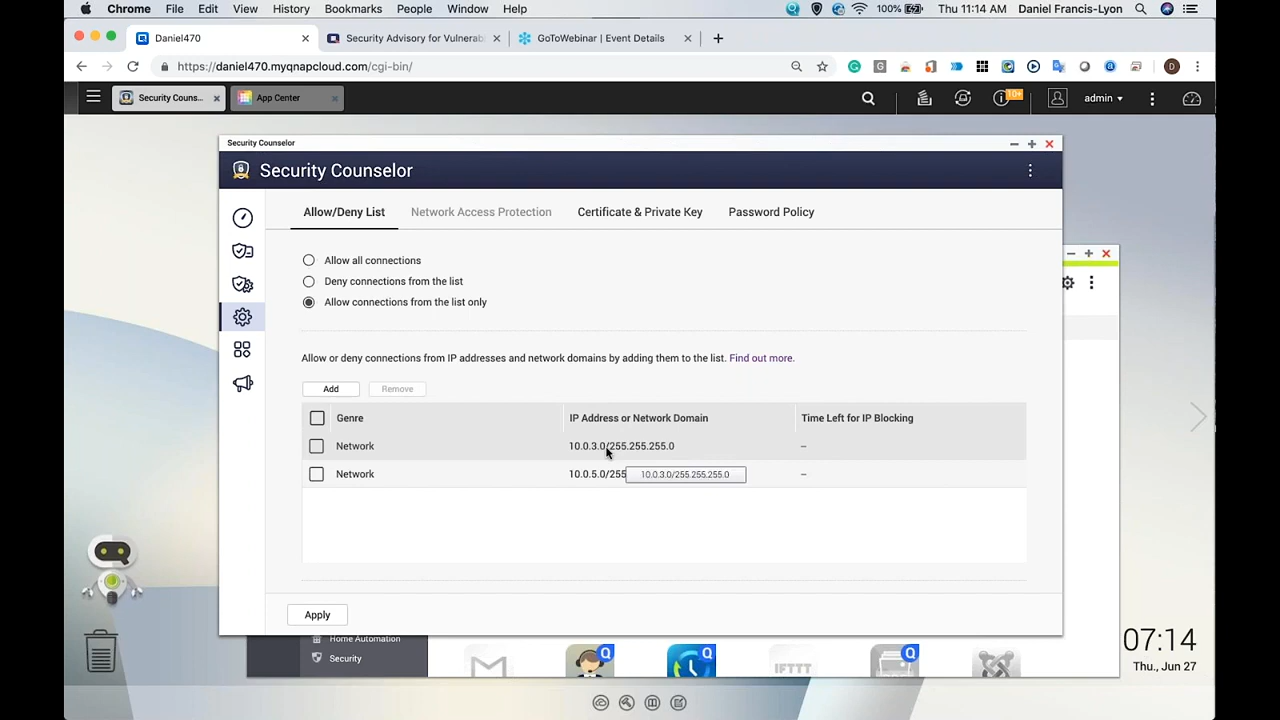 Chrome File Edit View History Bookmarks People Window Help 100% Thu 11:14 AM Daniel Francis-Lyon
Daniel470 Security Advisory for Vulnerab GoToWebinar | Event Details
https://daniel470.myqnapcloud.com/cgi-bin/ D
Security Couns... App Center 10+ admin
Security Counselor
Security Counselor
Allow/Deny List Network Access Protection Certificate & Private Key Password Policy
Allow all connections
Deny connections from the list
Allow connections from the list only
Allow or deny connections from IP addresses and network domains by adding them to the list. Find out more.
Add Remove
Genre IP Address or Network Domain Time Left for IP Blocking
Network 10.0.3.0/255.255.255.0 –
Network 10.0.5.0/255 10.0.3.0/255.255.255.0 –
Apply
Home Automation
Security
IFTTT
07:14
Thu., Jun 27